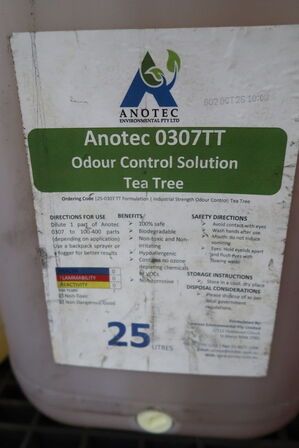 ANOTEC
ENVIRONMENTAL PTY LTD
Anotec 0307TT
Odour Control Solution
Tea Tree
Ordering Code (25-0307 TT Formulation) Industrial Strength Odour Control: Tea Tree
DIRECTIONS FOR USE
Dilute 1 part of Anotec
0307 to 100-400 parts
(depending on application)
Use a backpack sprayer or
a fogger for better results
BENEFITS
100% safe
Biodegradable
Non-toxic and Non-
irritating
Hypoallergenic
Contains no ozone
depleting chemicals
VOCs
SAFETY DIRECTIONS
Avoid contact with eyes
Wash hands after use
Mouth: do not induce
vomiting
Eyes: Hold eyelids apart
and flush eyes with
flowing water
STORAGE INSTRUCTIONS
Store in a cool, dry place
DISPOSAL CONSIDERATIONS
Please dispose of as per
local government
regulations.
FLAMMABILITY
REACTIVITY
Non-Toxic
Non Dangerous Good
25 LITRES